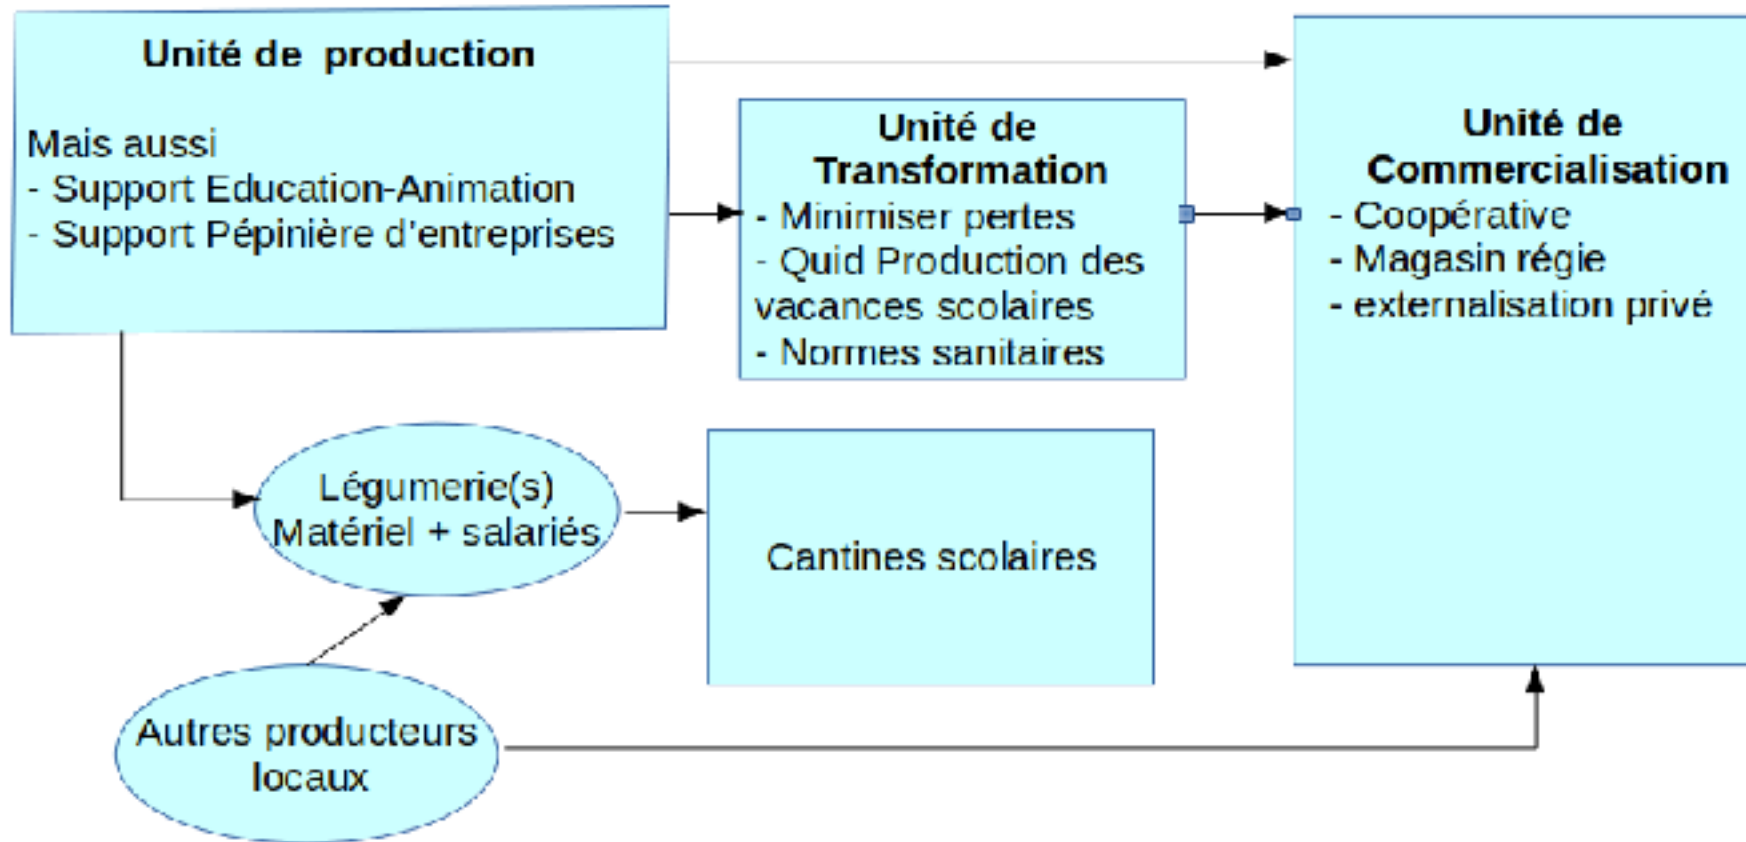 Unité de production
Mais aussi
- Support Education-Animation
- Support Pépinière d'entreprises
Unité de
Transformation
- Minimiser pertes
- Quid Production des
vacances scolaires
- Normes sanitaires
Unité de
Commercialisation
- Coopérative
- Magasin régie
- externalisation privé
Légumerie(s)
Matériel + salariés
Cantines scolaires
Autres producteurs
locaux